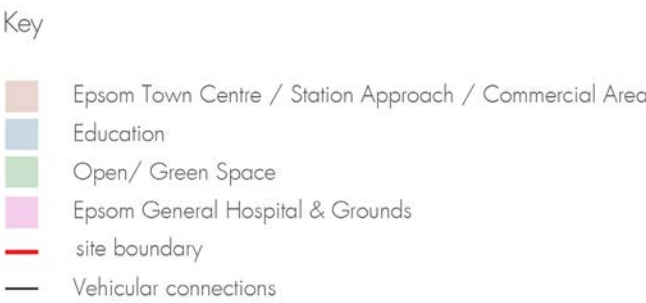 Key
Epsom Town Centre / Station Approach / Commercial Area
Education
Open/ Green Space
Epsom General Hospital & Grounds
site boundary
Vehicular connections